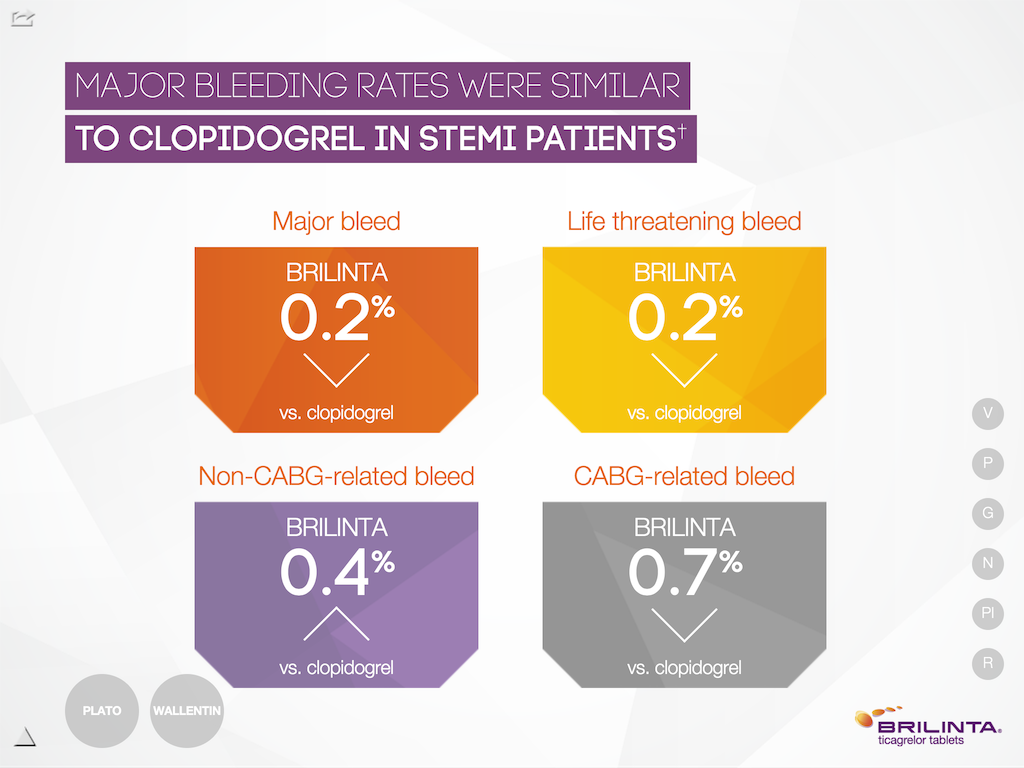 MAJOR BLEEDING RATES WERE SIMILAR
TO CLOPIDOGREL IN STEMI PATIENTS†
Major bleed
BRILINTA
0.2%
vs. clopidogrel
Life threatening bleed
BRILINTA
0.2%
vs. clopidogrel
Non-CABG-related bleed
BRILINTA
0.4%
vs. clopidogrel
CABG-related bleed
BRILINTA
0.7%
vs. clopidogrel
V
P
G
N
PI
R
PLATO
WALLENTIN
BRILINTA®
ticagrelor tablets